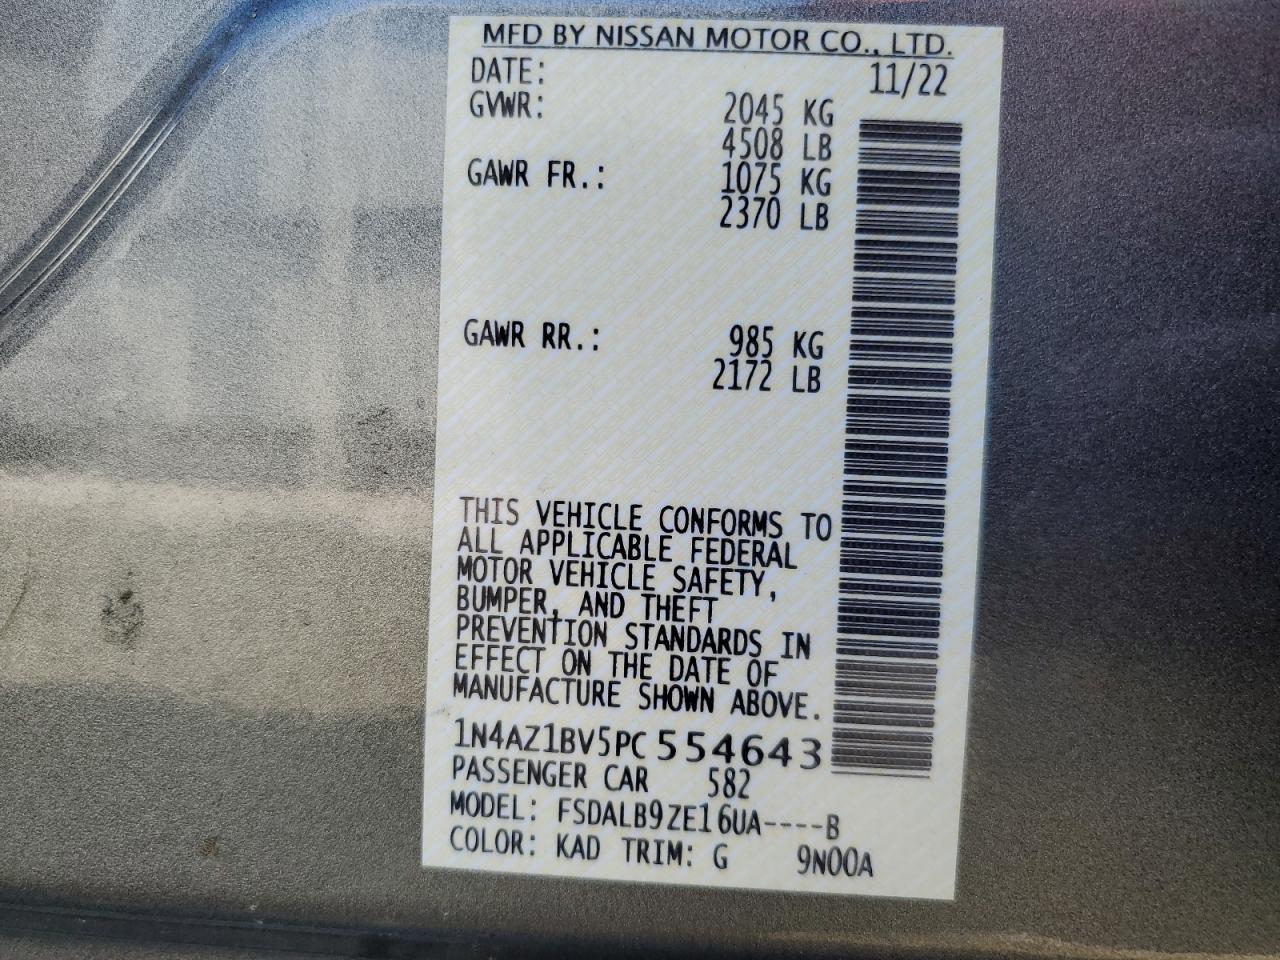 MFD BY NISSAN MOTOR CO., LTD.
DATE: 11/22
GVWR: 2045 KG
4508 LB
GAWR FR.: 1075 KG
2370 LB
GAWR RR.: 985 KG
2172 LB
THIS VEHICLE CONFORMS TO
ALL APPLICABLE FEDERAL
MOTOR VEHICLE SAFETY,
BUMPER, AND THEFT
PREVENTION STANDARDS IN
EFFECT ON THE DATE OF
MANUFACTURE SHOWN ABOVE.
1N4AZ1BV5PC554643
PASSENGER CAR 582
MODEL: FSDALB9ZE16UA----B
COLOR: KAD TRIM: G 9N00A